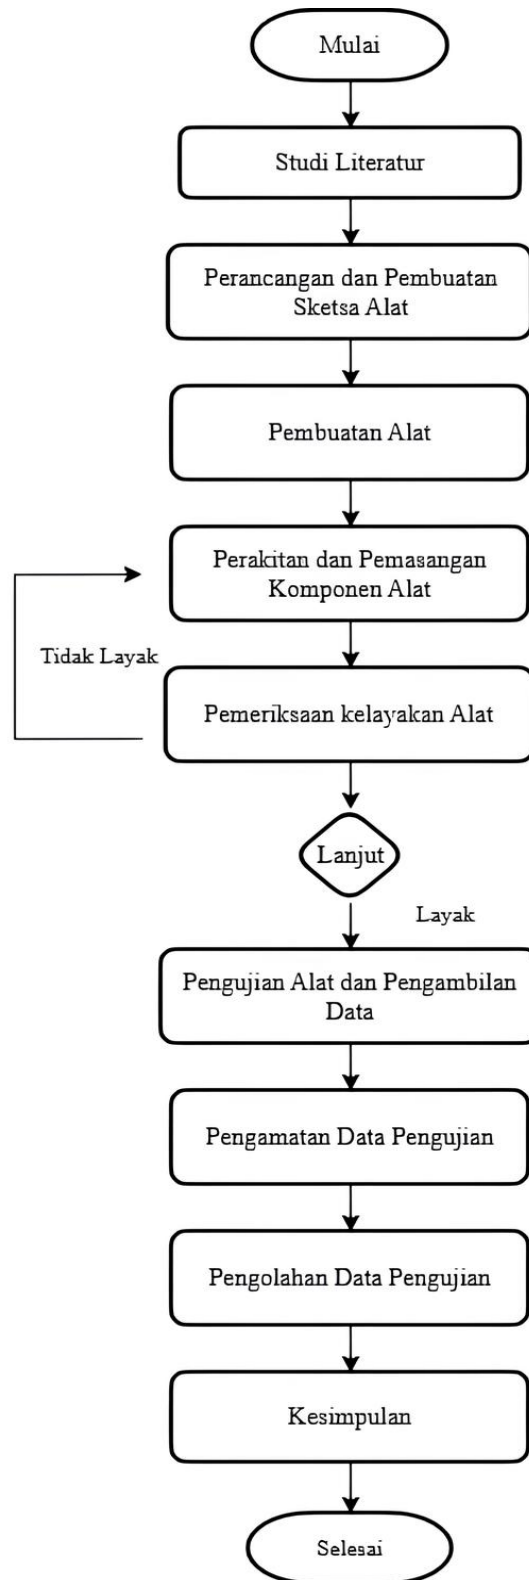 Mulai
Studi Literatur
Perancangan dan Pembuatan
Sketsa Alat
Pembuatan Alat
Perakitan dan Pemasangan
Komponen Alat
Tidak Layak
Pemeriksaan kelayakan Alat
Lanjut
Layak
Pengujian Alat dan Pengambilan
Data
Pengamatan Data Pengujian
Pengolahan Data Pengujian
Kesimpulan
Selesai